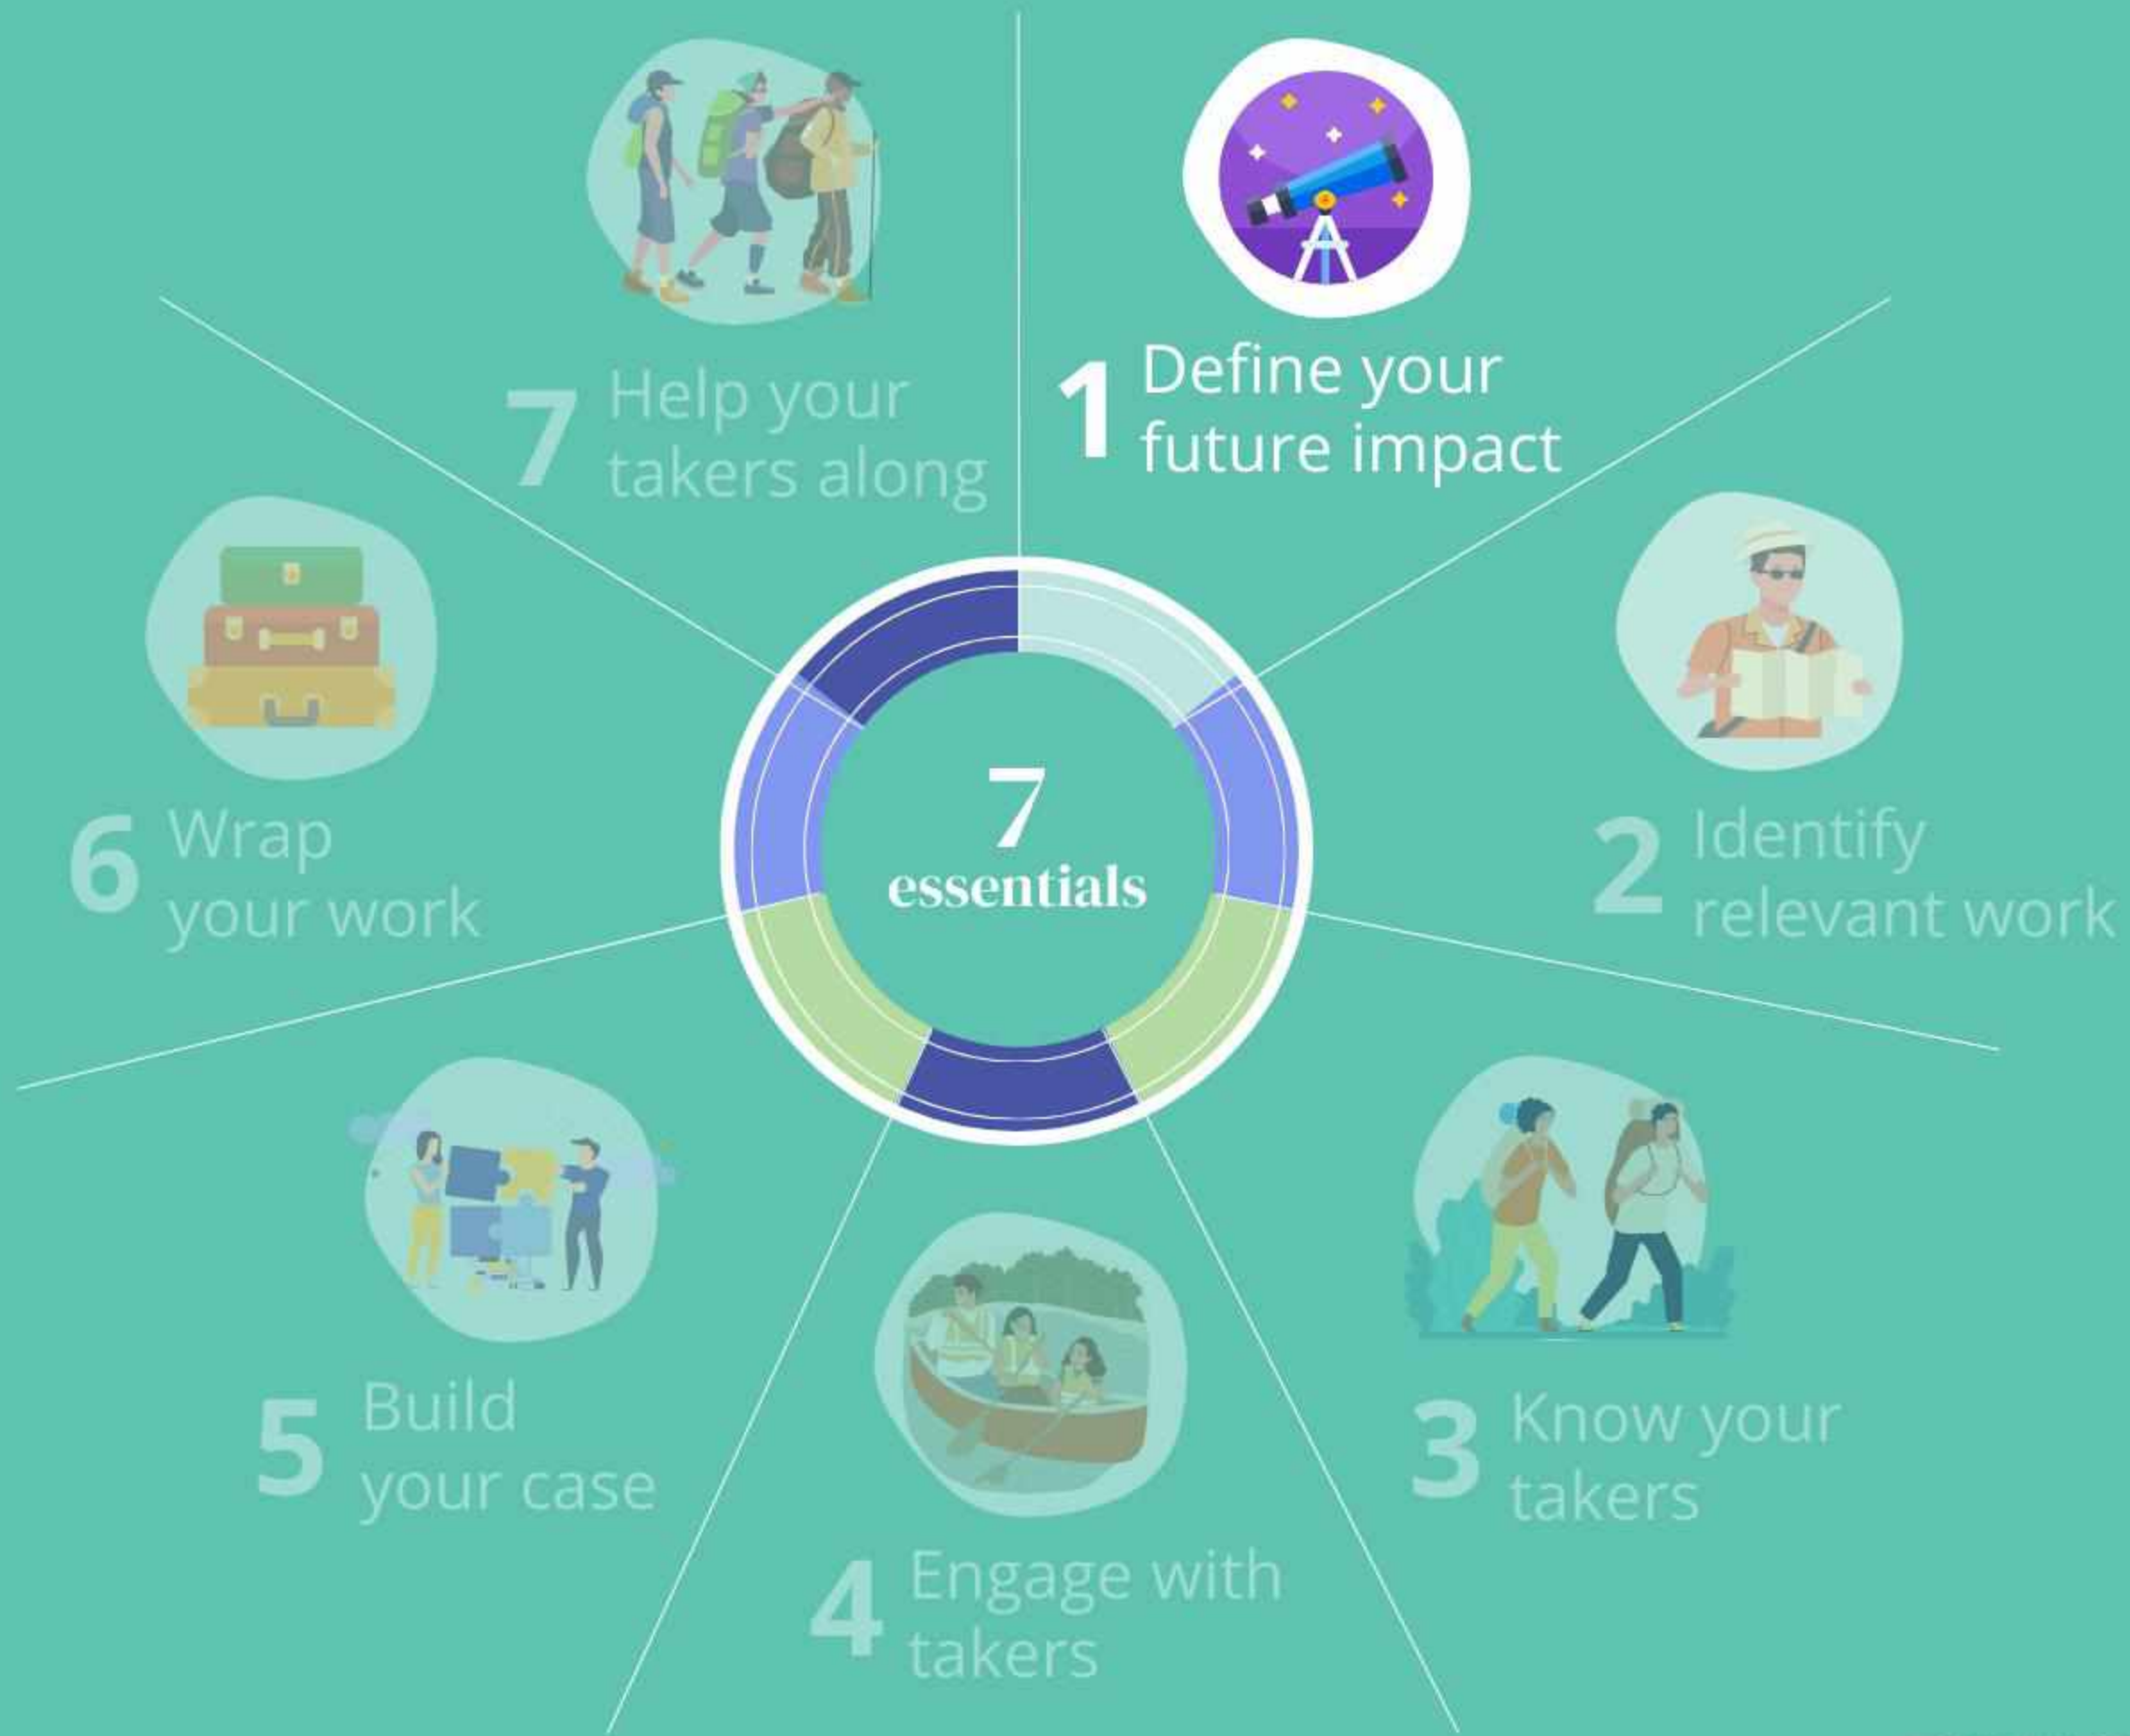 7
essentials
1
Define your
future impact
2
Identify
relevant work
3
Know your
takers
4
Engage with
takers
5
Build
your case
6
Wrap
your work
7
Help your
takers along